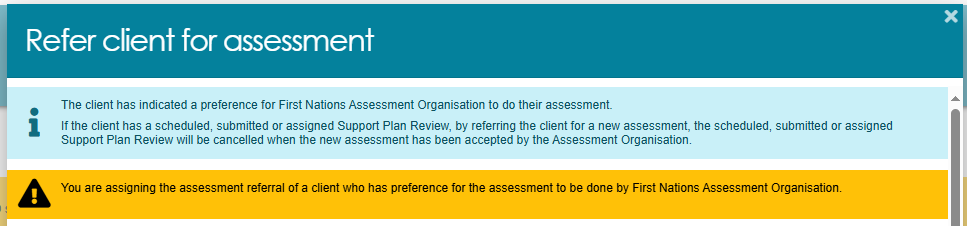 Refer client for assessment
The client has indicated a preference for First Nations Assessment Organisation to do their assessment.
If the client has a scheduled, submitted or assigned Support Plan Review, by referring the client for a new assessment, the scheduled, submitted or assigned
Support Plan Review will be cancelled when the new assessment has been accepted by the Assessment Organisation.
You are assigning the assessment referral of a client who has preference for the assessment to be done by First Nations Assessment Organisation.